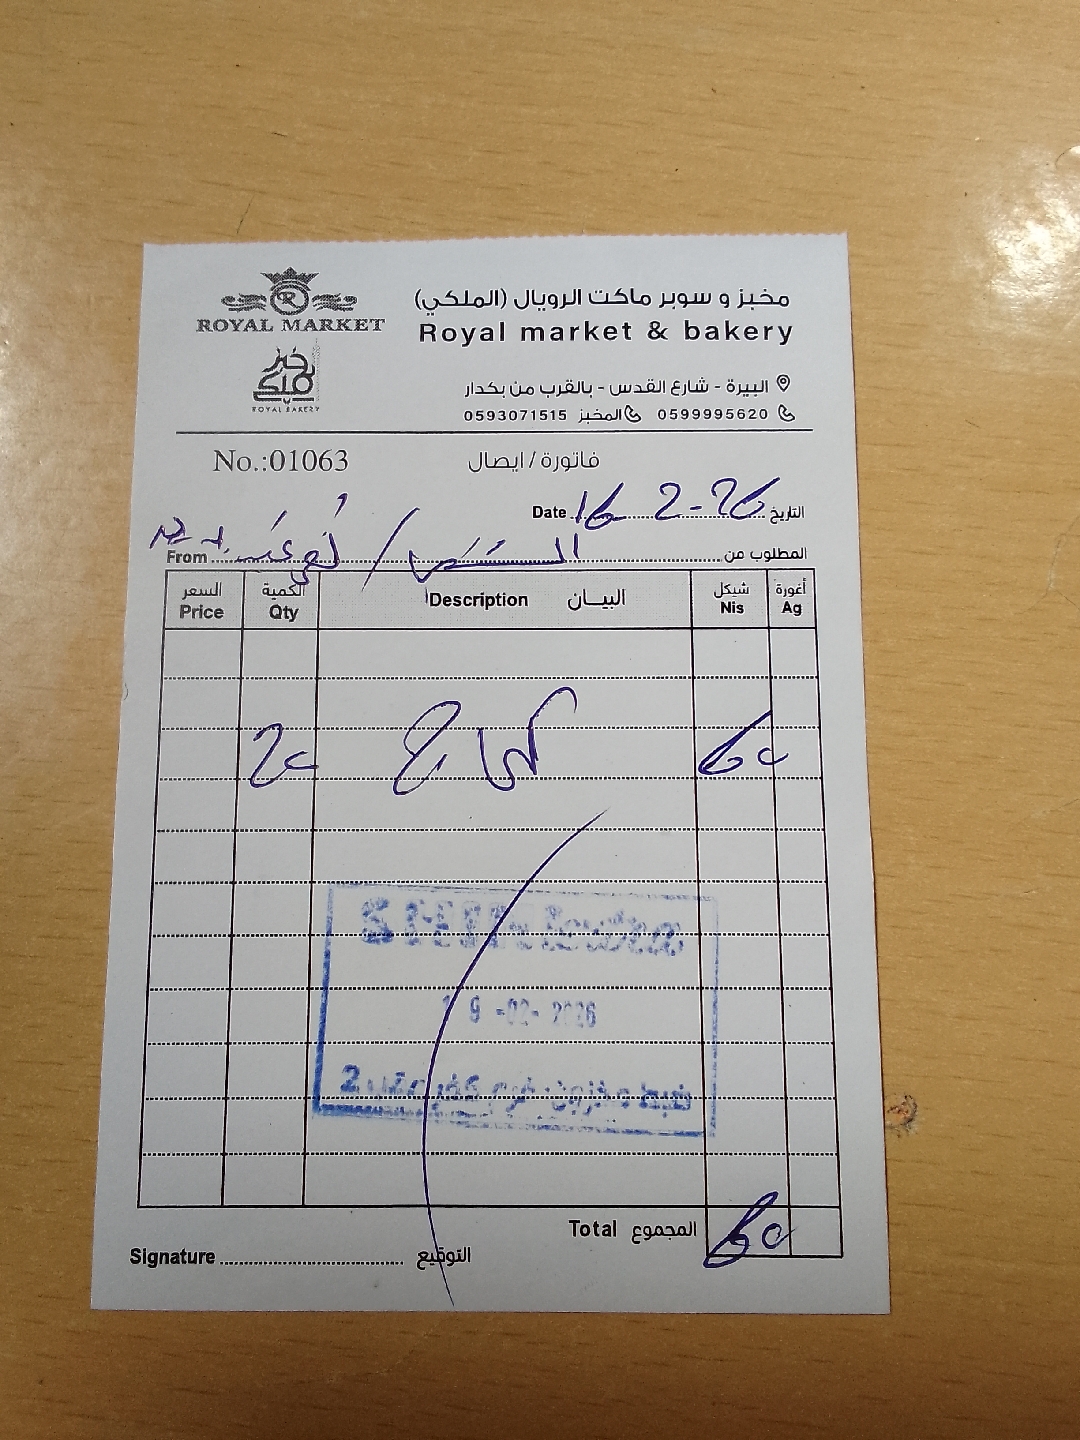 ROYAL MARKET
ROYAL BAKERY
مخبز و سوبر ماكت الرويال (الملكي)
Royal market & bakery
البيرة - شارع القدس - بالقرب من بكدار
0599995620 المخبز 0593071515
No.:01063
فاتورة / ايصال
Date 16 2-26 التاريخ
From المطلوب من
السعر الكمية البيـــان شيكل أغورة
Price Qty Description Nis Ag
20 60
19-02-2026
2
Total المجموع 60
Signature التوقيع